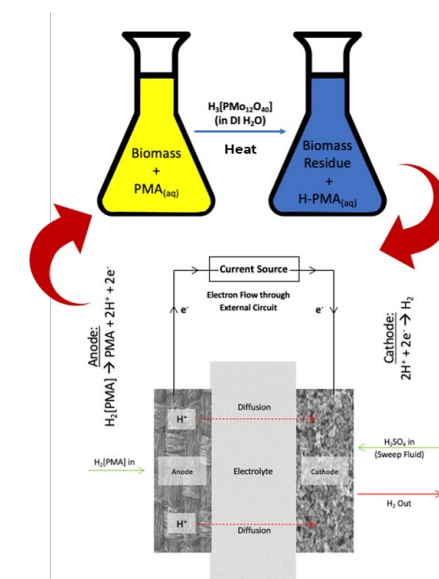 H₃[PMo₁₂O₄₀]
(in DI H₂O)
Heat
Biomass
+
PMA(aq)
Biomass
Residue
+
H-PMA(aq)
Current Source
Electron Flow through
External Circuit
e⁻
e⁻
Anode:
H₂[PMA] → PMA + 2H⁺ + 2e⁻
Cathode:
2H⁺ + 2e⁻ → H₂
H⁺
Diffusion
H₂[PMA] in
Anode
Electrolyte
Cathode
H₂SO₄ in
(Sweep Fluid)
H₂ Out
H⁺
Diffusion